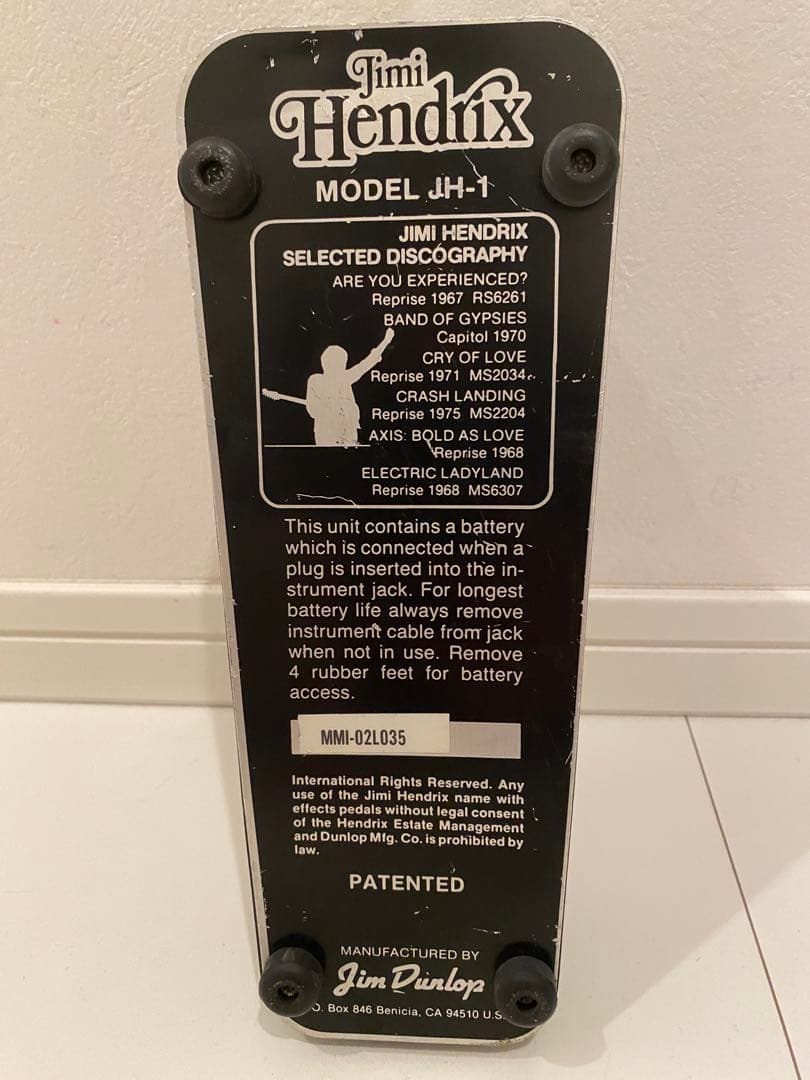 Jimi
Hendrix
MODEL JH-1
JIMI HENDRIX
SELECTED DISCOGRAPHY
ARE YOU EXPERIENCED?
Reprise 1967 RS6261
BAND OF GYPSIES
Capitol 1970
CRY OF LOVE
Reprise 1971 MS2034
CRASH LANDING
Reprise 1975 MS2204
AXIS: BOLD AS LOVE
Reprise 1968
ELECTRIC LADYLAND
Reprise 1968 MS6307
This unit contains a battery
which is connected when a
plug is inserted into the in-
strument jack. For longest
battery life always remove
instrument cable from jack
when not in use. Remove
4 rubber feet for battery
access.
MMI-02L035
International Rights Reserved. Any
use of the Jimi Hendrix name with
effects pedals without legal consent
of the Hendrix Estate Management
and Dunlop Mfg. Co. is prohibited by
law.
PATENTED
MANUFACTURED BY
Jim Dunlop
O. Box 846 Benicia, CA 94510 U.S.